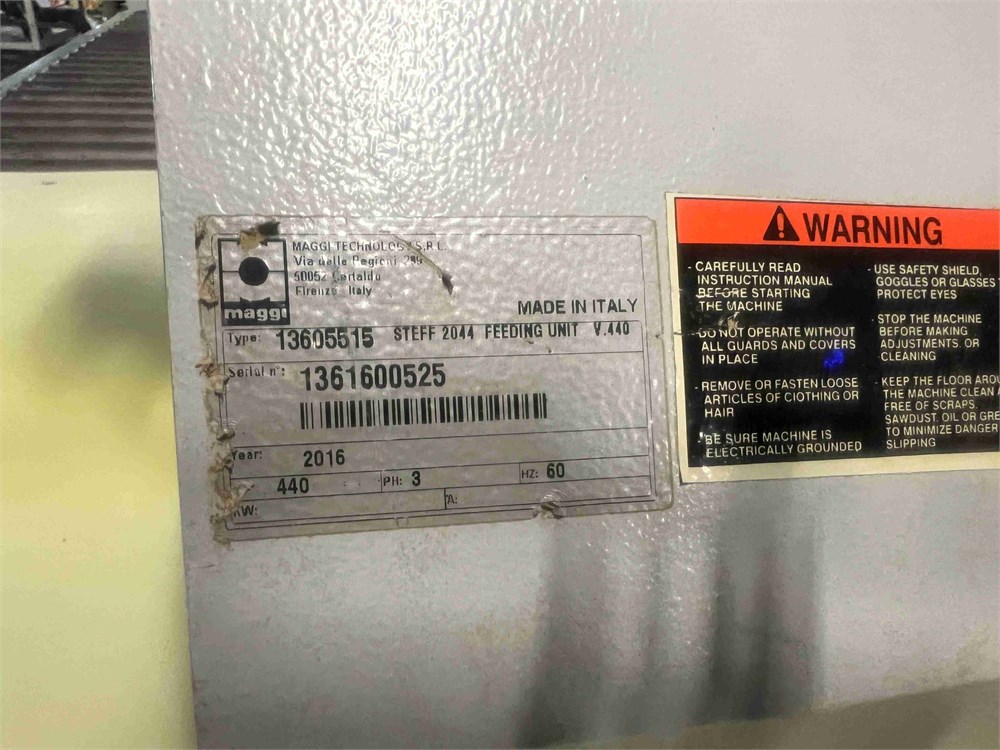 MAGGI TECHNOLOGY S.R.L.
Via delle Regioni, 299
50052 Certaldo
Firenze Italy
maggi
MADE IN ITALY
Type: 13605515 STEFF 2044 FEEDING UNIT V.440
Serial n°: 1361600525
Year: 2016
440 PH: 3 HZ: 60
KW: A:
WARNING
- CAREFULLY READ
INSTRUCTION MANUAL
BEFORE STARTING
THE MACHINE
- DO NOT OPERATE WITHOUT
ALL GUARDS AND COVERS
IN PLACE
- REMOVE OR FASTEN LOOSE
ARTICLES OF CIOTHING OR
HAIR
- BE SURE MACHINE IS
ELECTRICALLY GROUNDED
- USE SAFETY SHIELD,
GOGGLES OR GLASSES
PROTECT EYES
- STOP THE MACHINE
BEFORE MAKING
ADJUSTMENTS. OR
CLEANING
- KEEP THE FLOOR
THE MACHINE CLEAN
FREE OF SCRAPS.
SAWDUST. OIL OR
TO MINIMIZE DANGER
SLIPPING